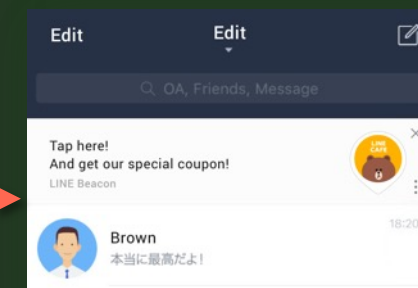 Edit
Edit
OA, Friends, Message
Tap here!
And get our special coupon!
LINE Beacon
LINE
CAFE
Brown
18:20
本当に最高だよ!